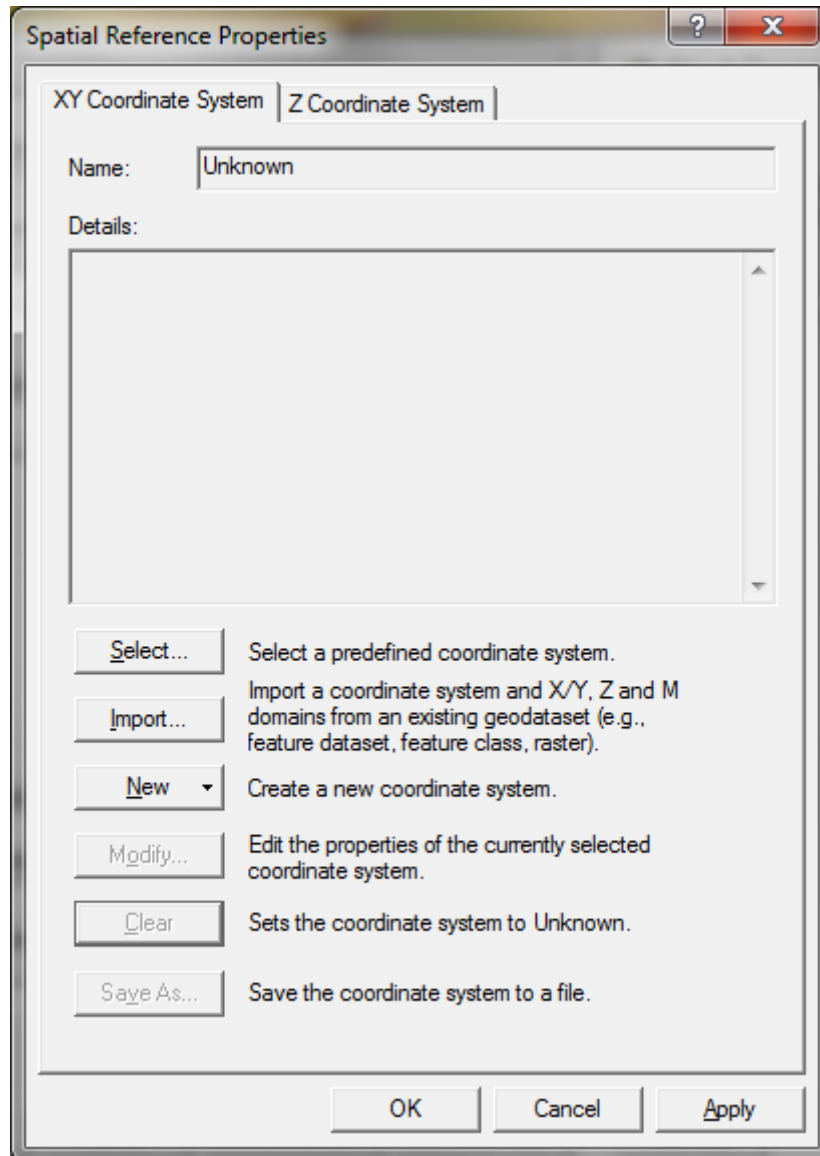 Spatial Reference Properties
?
X
XY Coordinate System
Z Coordinate System
Name:
Unknown
Details:
Select...
Select a predefined coordinate system.
Import...
Import a coordinate system and X/Y, Z and M
domains from an existing geodataset (e.g.,
feature dataset, feature class, raster).
New
Create a new coordinate system.
Modify...
Edit the properties of the currently selected
coordinate system.
Clear
Sets the coordinate system to Unknown.
Save As...
Save the coordinate system to a file.
OK
Cancel
Apply